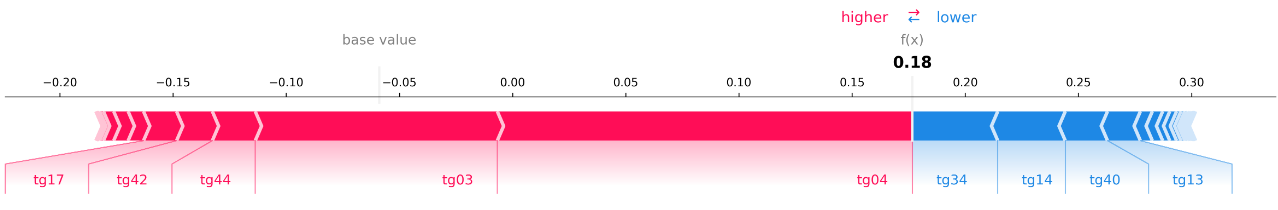 higher ⇄ lower
base value f(x)
0.18
−0.20 −0.15 −0.10 −0.05 0.00 0.05 0.10 0.15 0.20 0.25 0.30
tg17 tg42 tg44 tg03 tg04 tg34 tg14 tg40 tg13